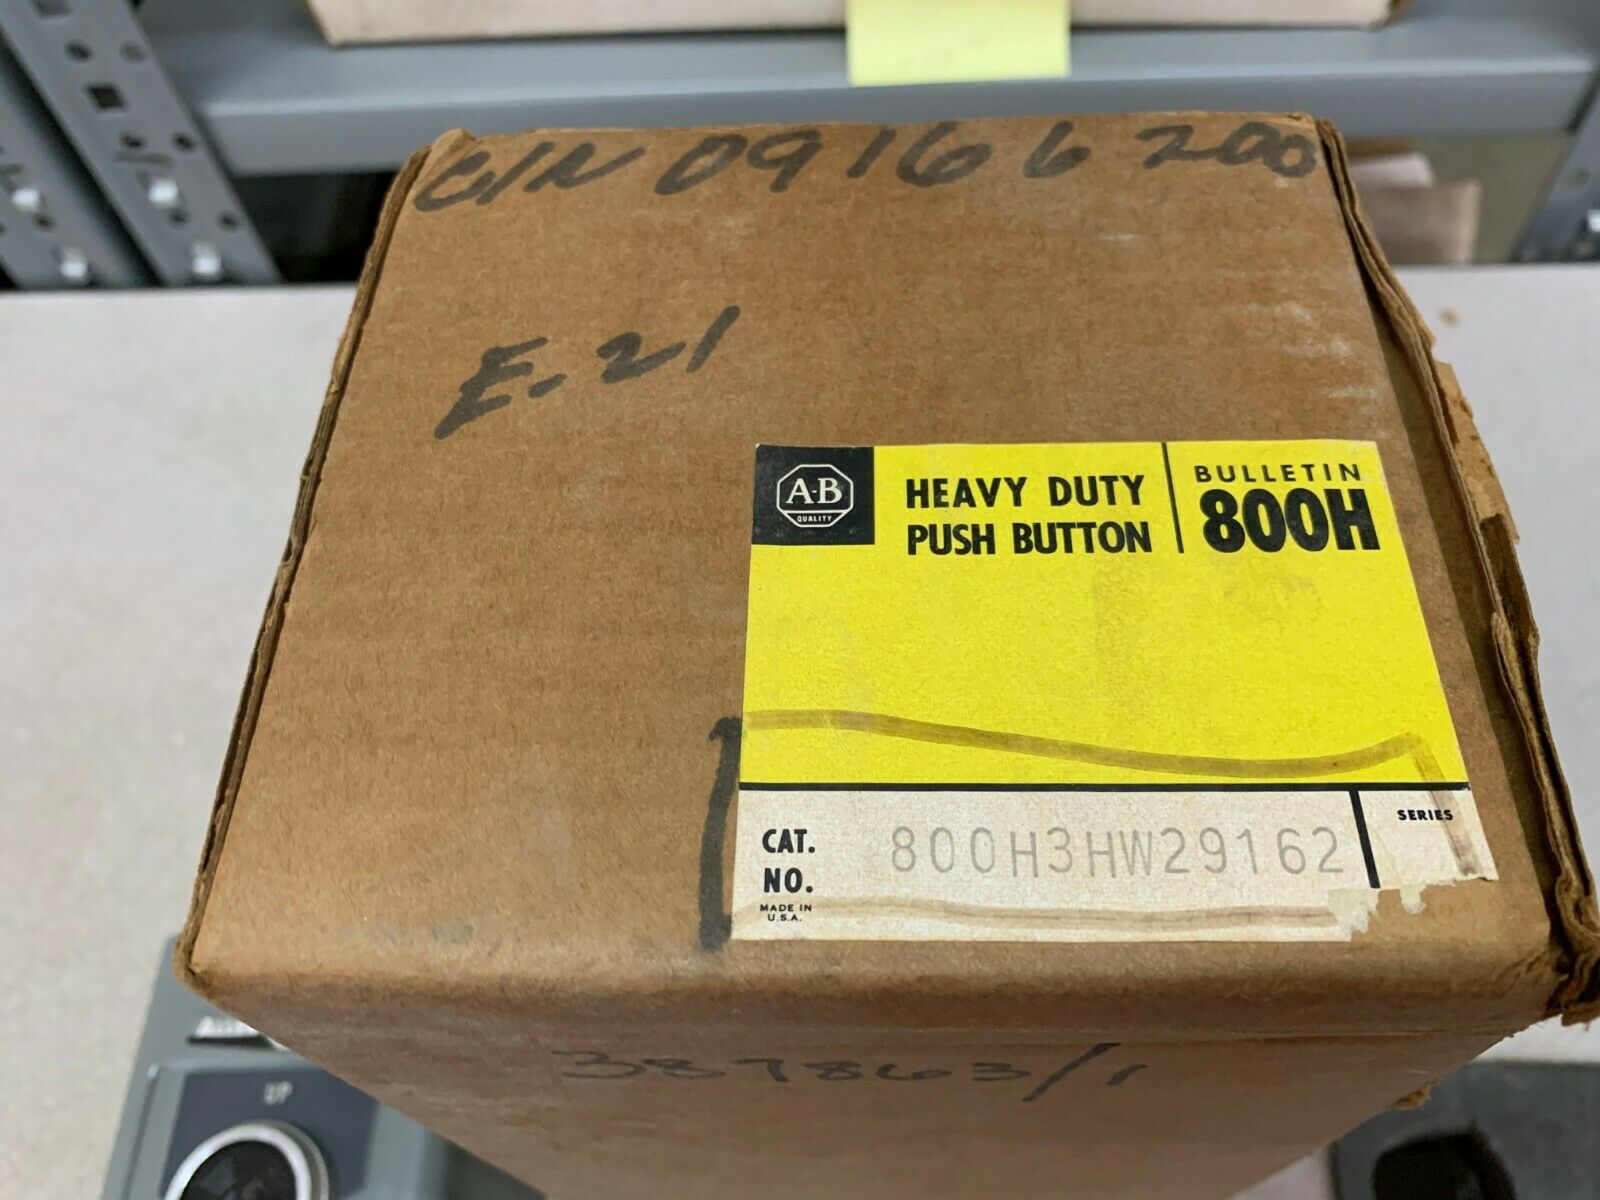 C/N 09166200
E-21
A-B
QUALITY
HEAVY DUTY
PUSH BUTTON
BULLETIN
800H
CAT.
NO.
800H3HW29162
SERIES
MADE IN
U.S.A.
387863/1
UP